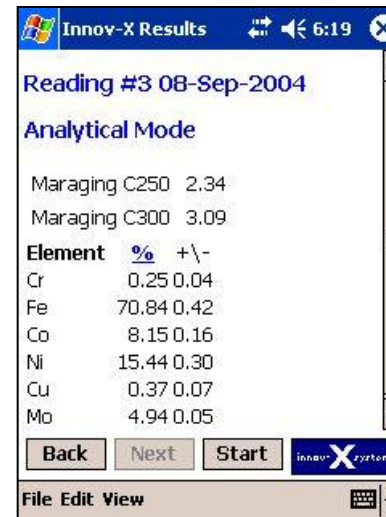 Innov-X Results 6:19
Reading #3 08-Sep-2004
Analytical Mode
Maraging C250 2.34
Maraging C300 3.09
Element % +\-
Cr 0.25 0.04
Fe 70.84 0.42
Co 8.15 0.16
Ni 15.44 0.30
Cu 0.37 0.07
Mo 4.94 0.05
Back Next Start innov-X system
File Edit View